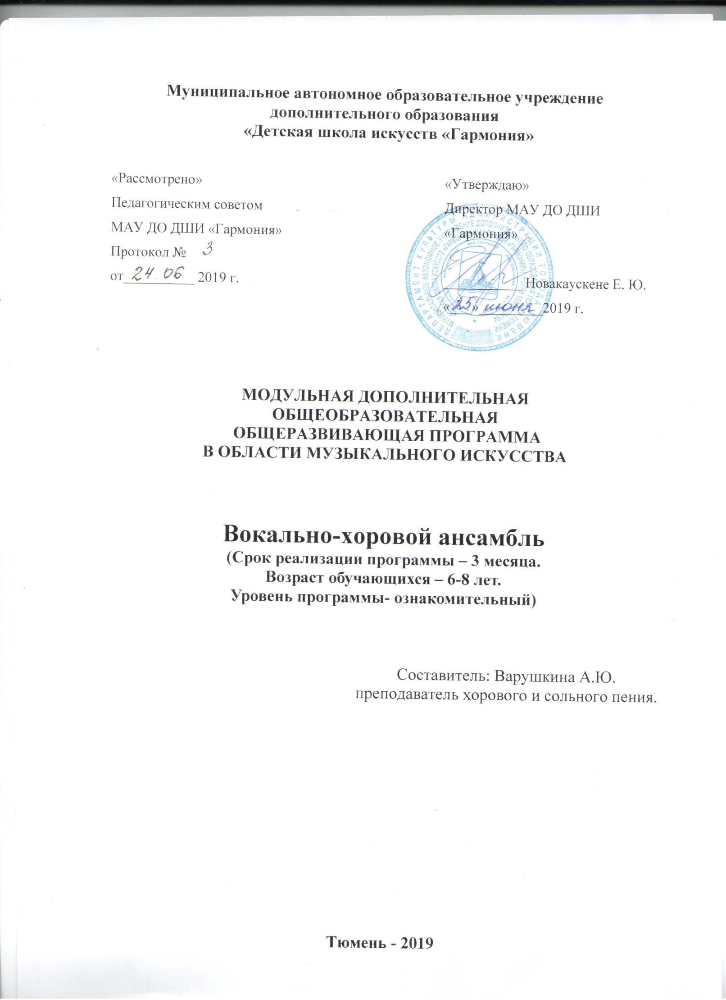 Муниципальное автономное образовательное учреждение
дополнительного образования
«Детская школа искусств «Гармония»
«Рассмотрено»
Педагогическим советом
МАУ ДО ДШИ «Гармония»
Протокол № 3
от 24.06 2019 г.
«Утверждаю»
Директор МАУ ДО ДШИ
«Гармония»
Новакаускене Е. Ю.
«25» июня 2019 г.
ДЕПАРТАМЕНТ КУЛЬТУРЫ АДМИНИСТРАЦИИ ГОРОДА ТЮМЕНИ
МОДУЛЬНАЯ ДОПОЛНИТЕЛЬНАЯ
ОБЩЕОБРАЗОВАТЕЛЬНАЯ
ОБЩЕРАЗВИВАЮЩАЯ ПРОГРАММА
В ОБЛАСТИ МУЗЫКАЛЬНОГО ИСКУССТВА
Вокально-хоровой ансамбль
(Срок реализации программы – 3 месяца.
Возраст обучающихся – 6-8 лет.
Уровень программы- ознакомительный)
Составитель: Варушкина А.Ю.
преподаватель хорового и сольного пения.
Тюмень - 2019